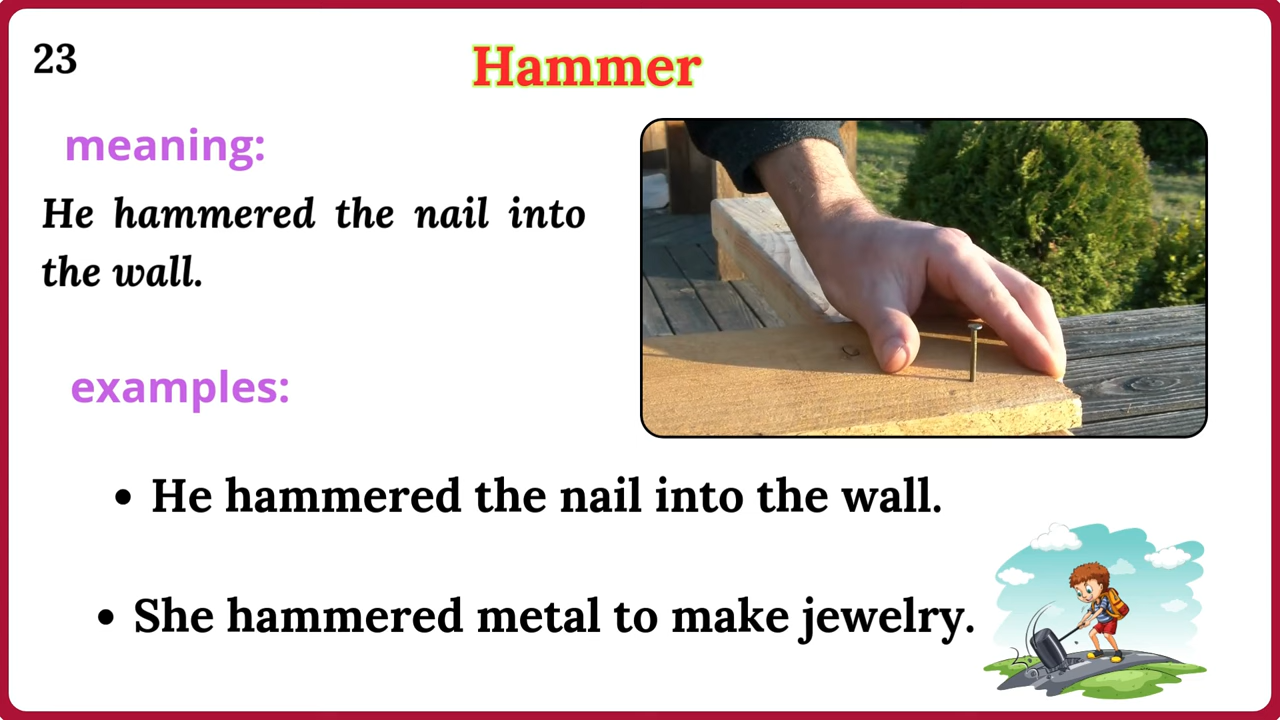 23
Hammer
meaning:
He hammered the nail into
the wall.
examples:
• He hammered the nail into the wall.
• She hammered metal to make jewelry.